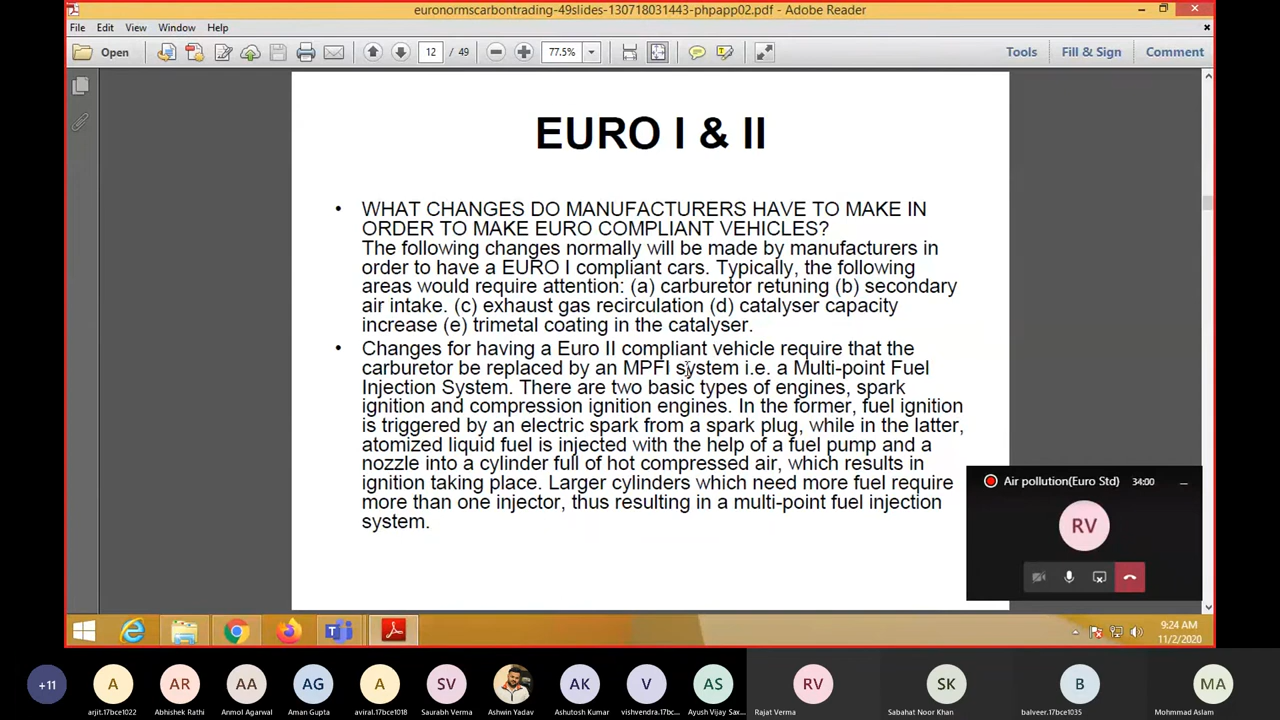 euronormscarbontrading-49slides-130718031443-phpapp02.pdf - Adobe Reader
File Edit View Window Help
Open 12 / 49 77.5% Tools Fill & Sign Comment
EURO I & II
• WHAT CHANGES DO MANUFACTURERS HAVE TO MAKE IN
ORDER TO MAKE EURO COMPLIANT VEHICLES?
The following changes normally will be made by manufacturers in
order to have a EURO I compliant cars. Typically, the following
areas would require attention: (a) carburetor retuning (b) secondary
air intake. (c) exhaust gas recirculation (d) catalyser capacity
increase (e) trimetal coating in the catalyser.
• Changes for having a Euro II compliant vehicle require that the
carburetor be replaced by an MPFI system i.e. a Multi-point Fuel
Injection System. There are two basic types of engines, spark
ignition and compression ignition engines. In the former, fuel ignition
is triggered by an electric spark from a spark plug, while in the latter,
atomized liquid fuel is injected with the help of a fuel pump and a
nozzle into a cylinder full of hot compressed air, which results in
ignition taking place. Larger cylinders which need more fuel require
more than one injector, thus resulting in a multi-point fuel injection
system.
Air pollution(Euro Std) 34:00
RV
9:24 AM
11/2/2020
+11 A AR AA AG A SV AK V AS RV SK B MA
arjit.17bce1022 Abhishek Rathi Anmol Agarwal Aman Gupta aviral.17bce1018 Saurabh Verma Ashwin Yadav Ashutosh Kumar vishvendra.17bc... Ayush Vijay Sax... Rajat Verma Sabahat Noor Khan balveer.17bce1035 Mohmmad Aslam